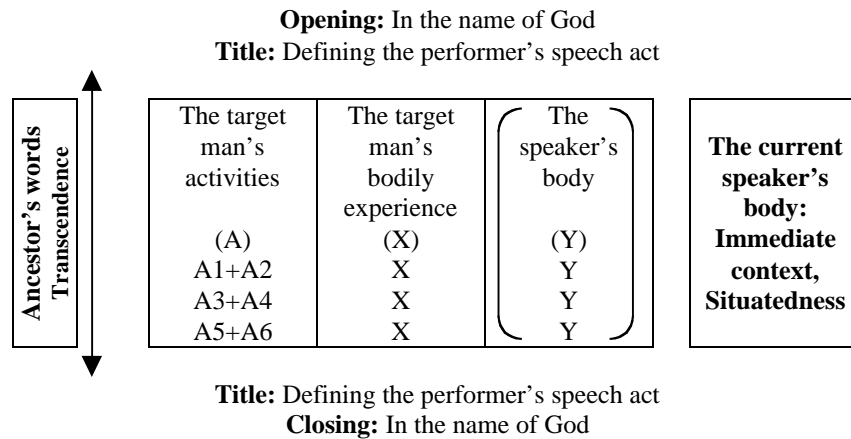 Opening: In the name of God
Title: Defining the performer's speech act
Ancestor's words
Transcendence
The target
man's
activities
(A)
A1+A2
A3+A4
A5+A6
The target
man's
bodily
experience
(X)
X
X
X
The
speaker's
body
(Y)
Y
Y
Y
The current
speaker's
body:
Immediate
context,
Situatedness
Title: Defining the performer's speech act
Closing: In the name of God